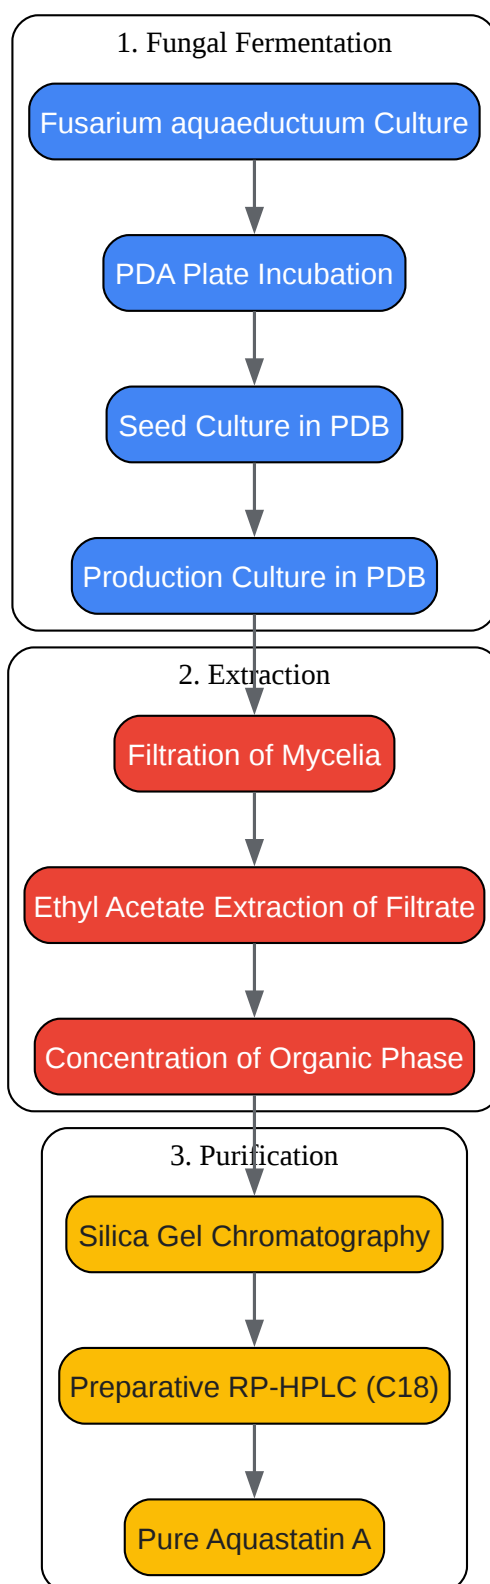 1. Fungal Fermentation
Fusarium aquaeductuum Culture
PDA Plate Incubation
Seed Culture in PDB
Production Culture in PDB
2. Extraction
Filtration of Mycelia
Ethyl Acetate Extraction of Filtrate
Concentration of Organic Phase
3. Purification
Silica Gel Chromatography
Preparative RP-HPLC (C18)
Pure Aquastatin A